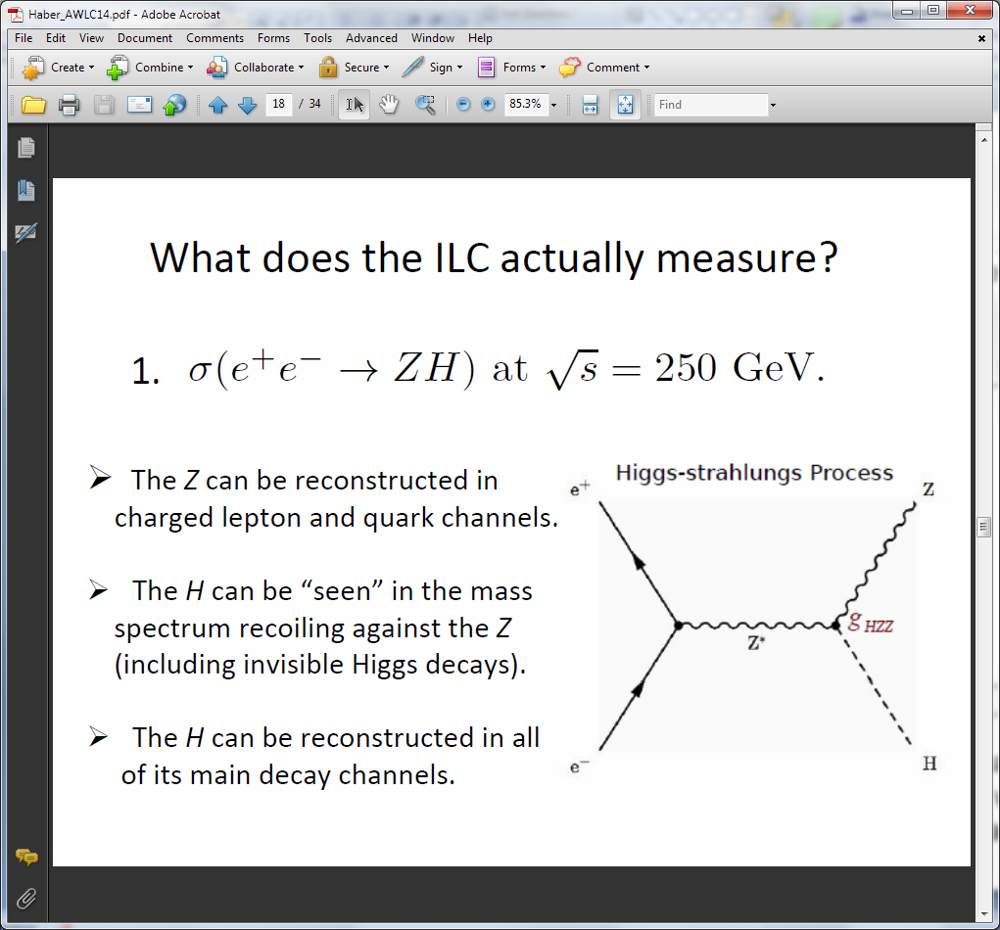 Haber_AWLC14.pdf - Adobe Acrobat
File Edit View Document Comments Forms Tools Advanced Window Help
Create Combine Collaborate Secure Sign Forms Comment
18 / 34 85.3% Find
What does the ILC actually measure?
1. σ(e⁺e⁻ → ZH) at √s = 250 GeV.
➢ The Z can be reconstructed in
charged lepton and quark channels.
➢ The H can be “seen” in the mass
spectrum recoiling against the Z
(including invisible Higgs decays).
➢ The H can be reconstructed in all
of its main decay channels.
Higgs-strahlungs Process
e⁺ Z
g HZZ
Z*
e⁻ H